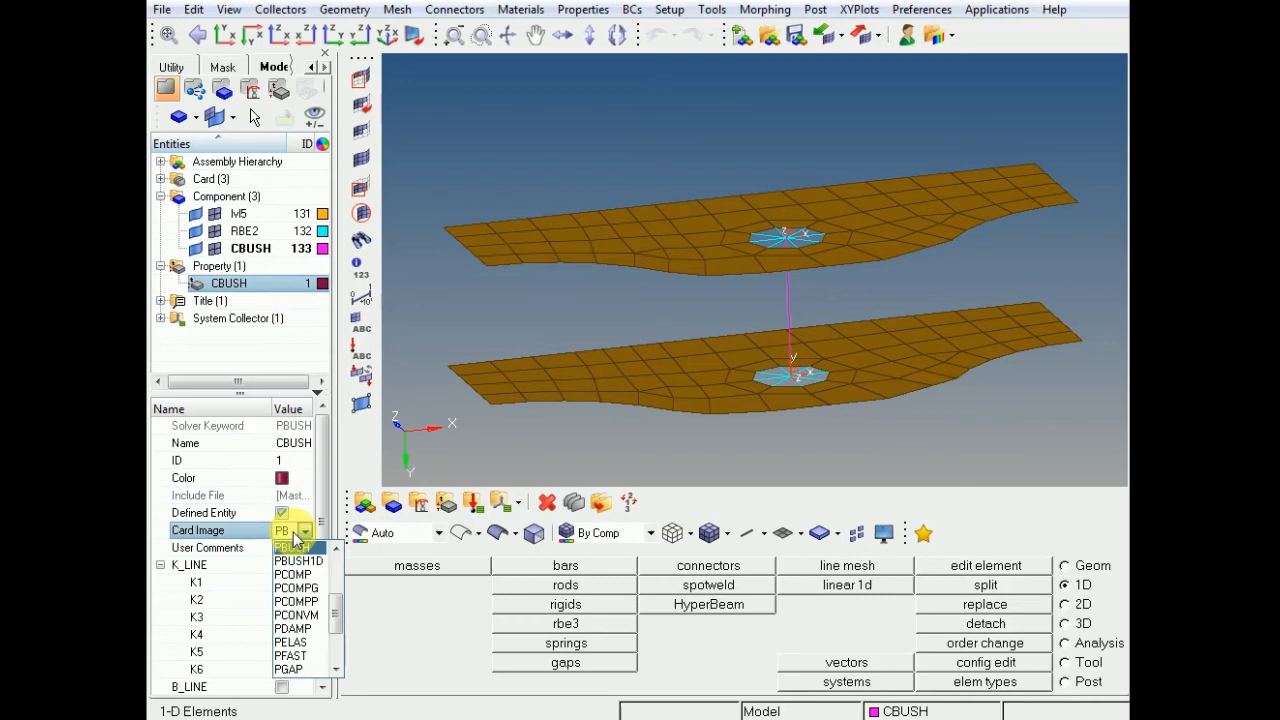 File Edit View Collectors Geometry Mesh Connectors Materials Properties BCs Setup Tools Morphing Post XYPlots Preferences Applications Help
Utility Mask Mode
Entities ID
Assembly Hierarchy
Card (3)
Component (3)
lvl5 131
RBE2 132
CBUSH 133
Property (1)
CBUSH 1
Title (1)
System Collector (1)
Name Value
Solver Keyword PBUSH
Name CBUSH
ID 1
Color
Include File [Mast...
Defined Entity
Card Image PB
User Comments
K_LINE
K1
K2
K3
K4
K5
K6
B_LINE
PBUSH
PBUSH1D
PCOMP
PCOMPG
PCOMPP
PCONVM
PDAMP
PELAS
PFAST
PGAP
123
ABC
ABC
z x
y
z x
Z X
Y
Auto By Comp
masses bars connectors line mesh edit element Geom
rods spotweld linear 1d split 1D
rigids HyperBeam replace 2D
rbe3 detach 3D
springs order change Analysis
gaps vectors config edit Tool
systems elem types Post
1-D Elements Model CBUSH